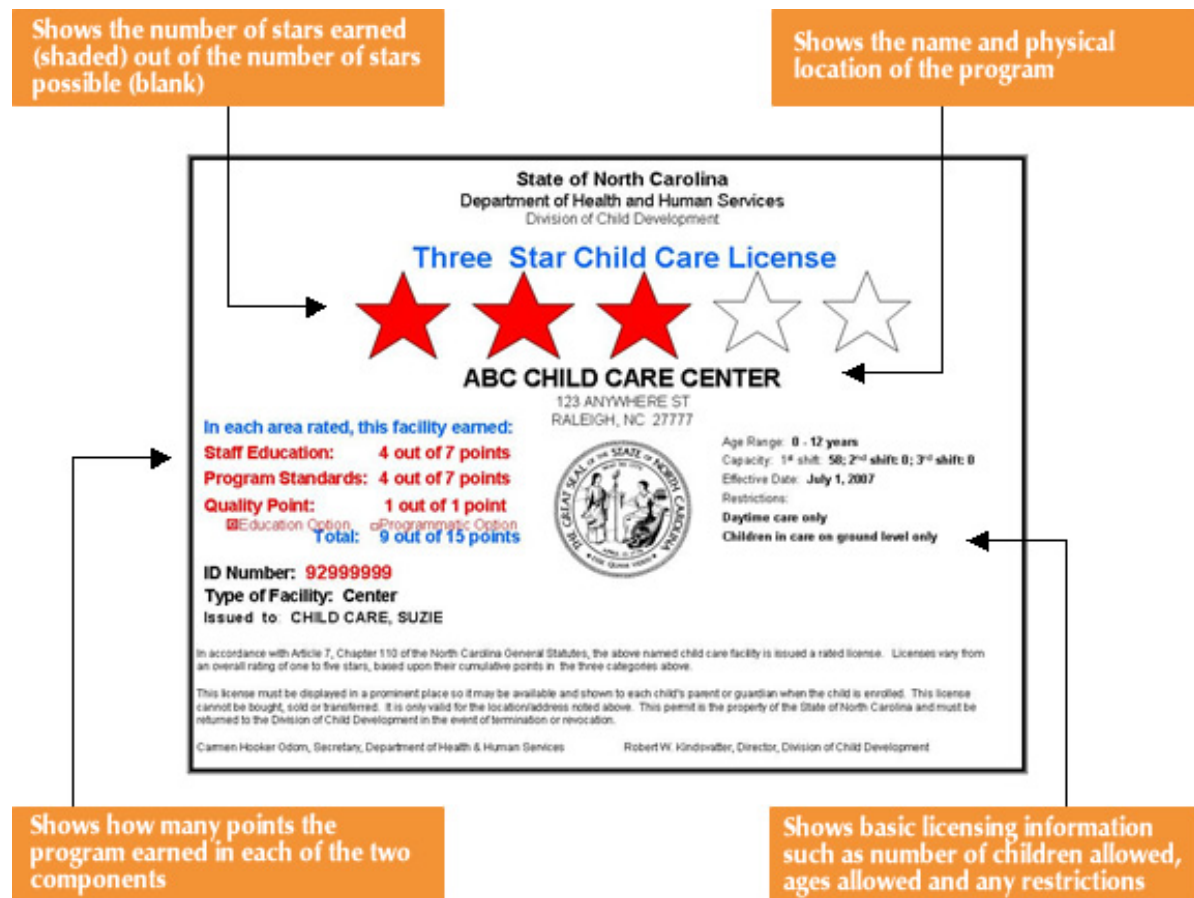 Shows the number of stars earned
(shaded) out of the number of stars
possible (blank)
Shows the name and physical
location of the program
State of North Carolina
Department of Health and Human Services
Division of Child Development
Three Star Child Care License
ABC CHILD CARE CENTER
123 ANYWHERE ST
RALEIGH, NC 27777
In each area rated, this facility earned:
Staff Education: 4 out of 7 points
Program Standards: 4 out of 7 points
Quality Point: 1 out of 1 point
Education Option Programmatic Option
Total: 9 out of 15 points
THE GREAT SEAL OF THE STATE OF NORTH CAROLINA
Age Range: 0 - 12 years
Capacity: 1st shift: 58; 2nd shift: 0; 3rd shift: 0
Effective Date: July 1, 2007
Restrictions:
Daytime care only
Children in care on ground level only
ID Number: 92999999
Type of Facility: Center
Issued to: CHILD CARE, SUZIE
In accordance with Article 7, Chapter 110 of the North Carolina General Statutes, the above named child care facility is issued a rated license. Licenses vary from
an overall rating of one to five stars, based upon their cumulative points in the three categories above.
This license must be displayed in a prominent place so it may be available and shown to each child's parent or guardian when the child is enrolled. This license
cannot be bought, sold or transferred. It is only valid for the location/address noted above. This permit is the property of the State of North Carolina and must be
returned to the Division of Child Development in the event of termination or revocation.
Carmen Hooker Odom, Secretary, Department of Health & Human Services Robert W. Kindsvatter, Director, Division of Child Development
Shows how many points the
program earned in each of the two
components
Shows basic licensing information
such as number of children allowed,
ages allowed and any restrictions